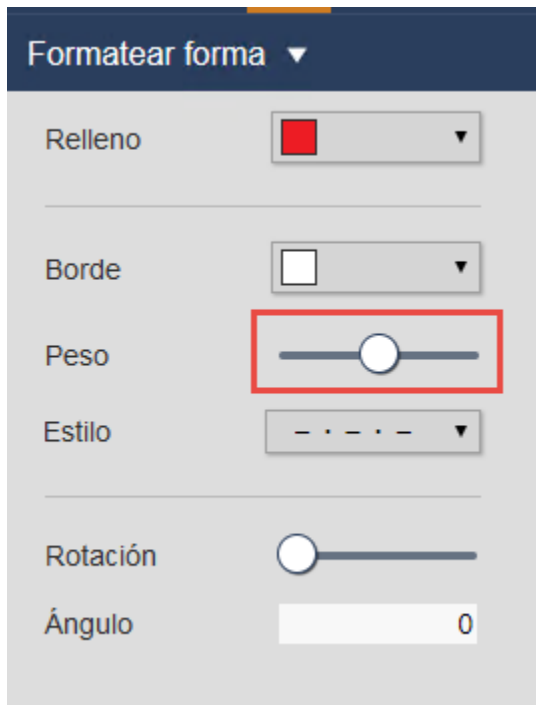 Formatear forma
Relleno
Borde
Peso
Estilo
Rotación
Ángulo 0